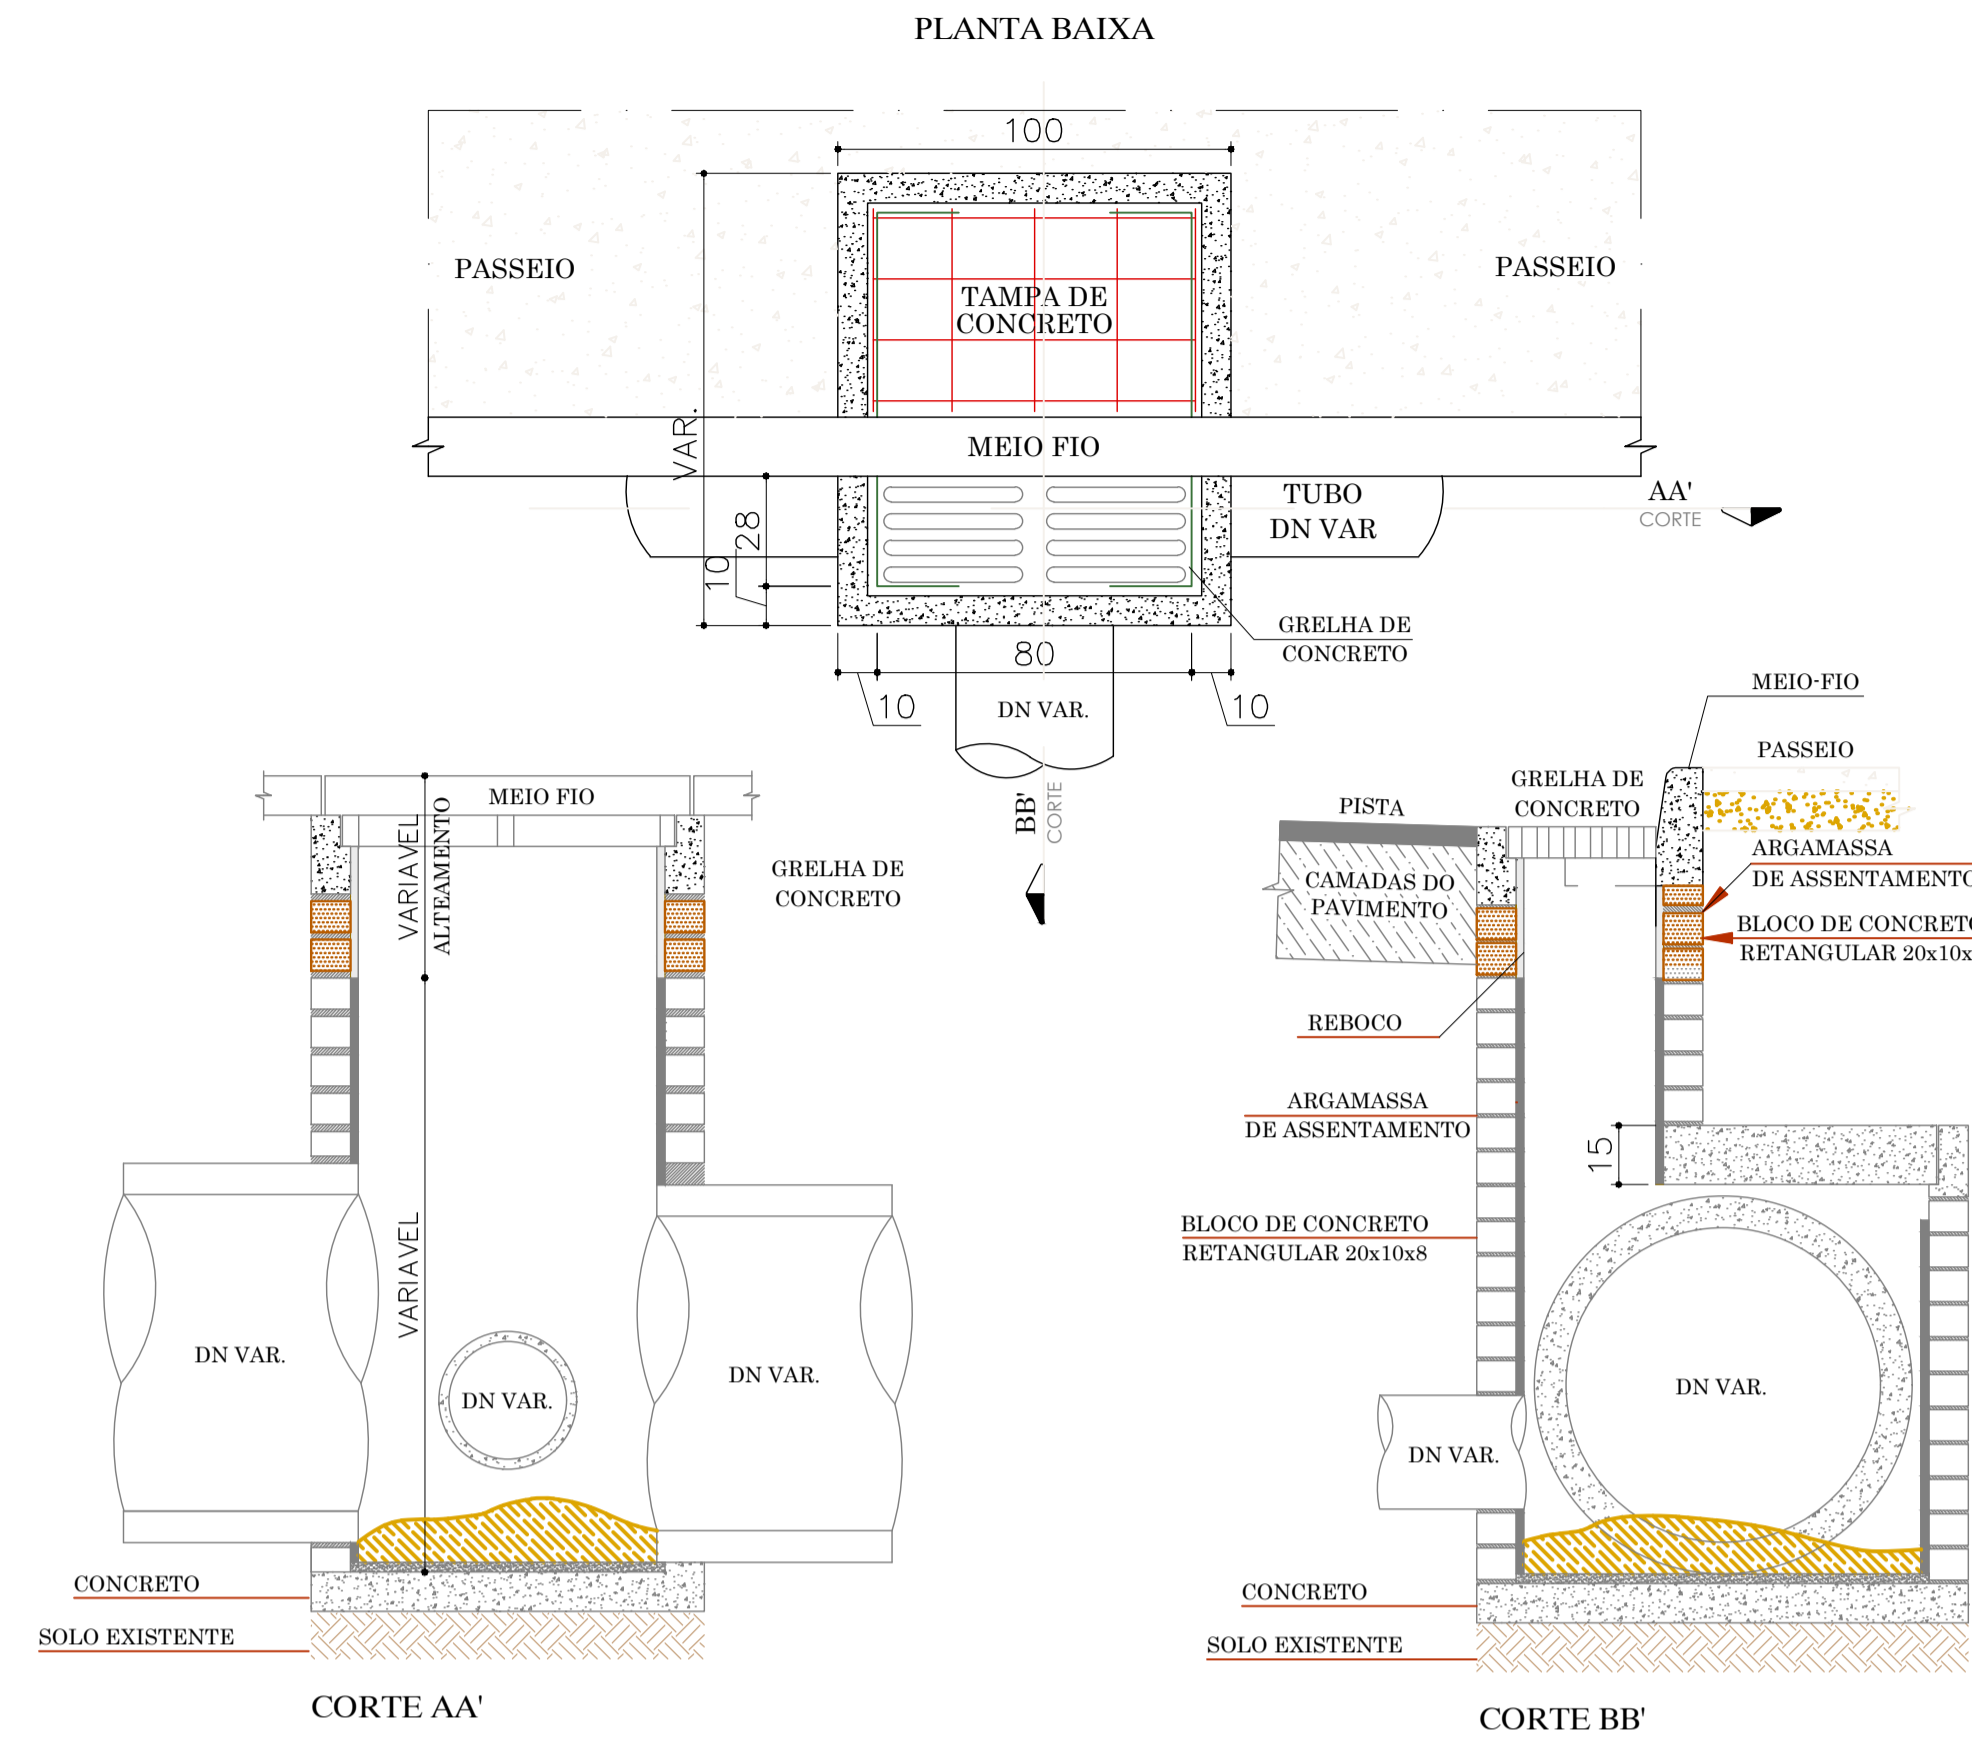 PLANTA BAIXA
100
PASSEIO
PASSEIO
TAMPA DE
CONCRETO
VAR.
MEIO FIO
TUBO
DN VAR
AA'
CORTE
28
10
GRELHA DE
CONCRETO
80
10
10
DN VAR.
BB'
CORTE
MEIO FIO
VARIAVEL
ALTEAMENTO
GRELHA DE
CONCRETO
VARIAVEL
DN VAR.
DN VAR.
DN VAR.
CONCRETO
SOLO EXISTENTE
CORTE AA'
MEIO-FIO
PASSEIO
GRELHA DE
CONCRETO
PISTA
CAMADAS DO
PAVIMENTO
ARGAMASSA
DE ASSENTAMENTO
BLOCO DE CONCRETO
RETANGULAR 20x10x
REBOCO
ARGAMASSA
DE ASSENTAMENTO
15
BLOCO DE CONCRETO
RETANGULAR 20x10x8
DN VAR.
DN VAR.
CONCRETO
SOLO EXISTENTE
CORTE BB'